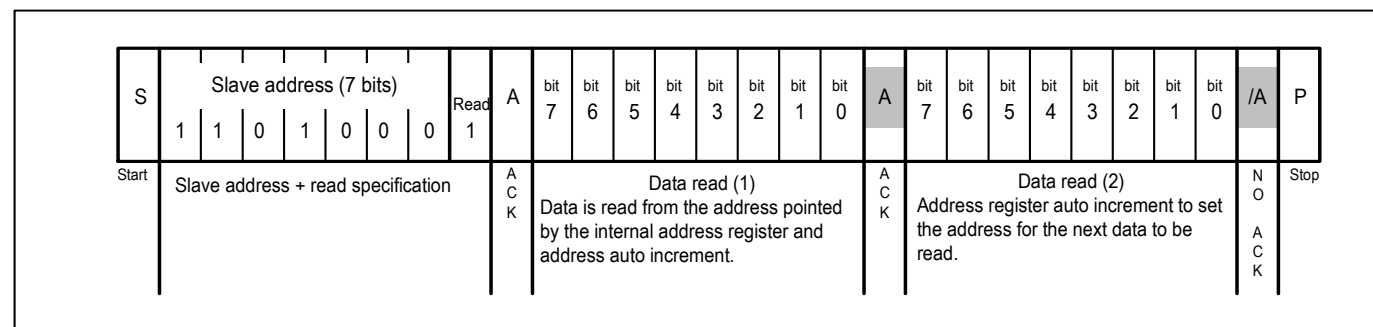 S Slave address (7 bits) Read A bit bit bit bit bit bit bit bit A bit bit bit bit bit bit bit bit /A P
1 1 0 1 0 0 0 1 7 6 5 4 3 2 1 0 7 6 5 4 3 2 1 0
Start
Slave address + read specification
A
C
K
Data read (1)
Data is read from the address pointed
by the internal address register and
address auto increment.
A
C
K
Data read (2)
Address register auto increment to set
the address for the next data to be
read.
N
O
A
C
K
Stop